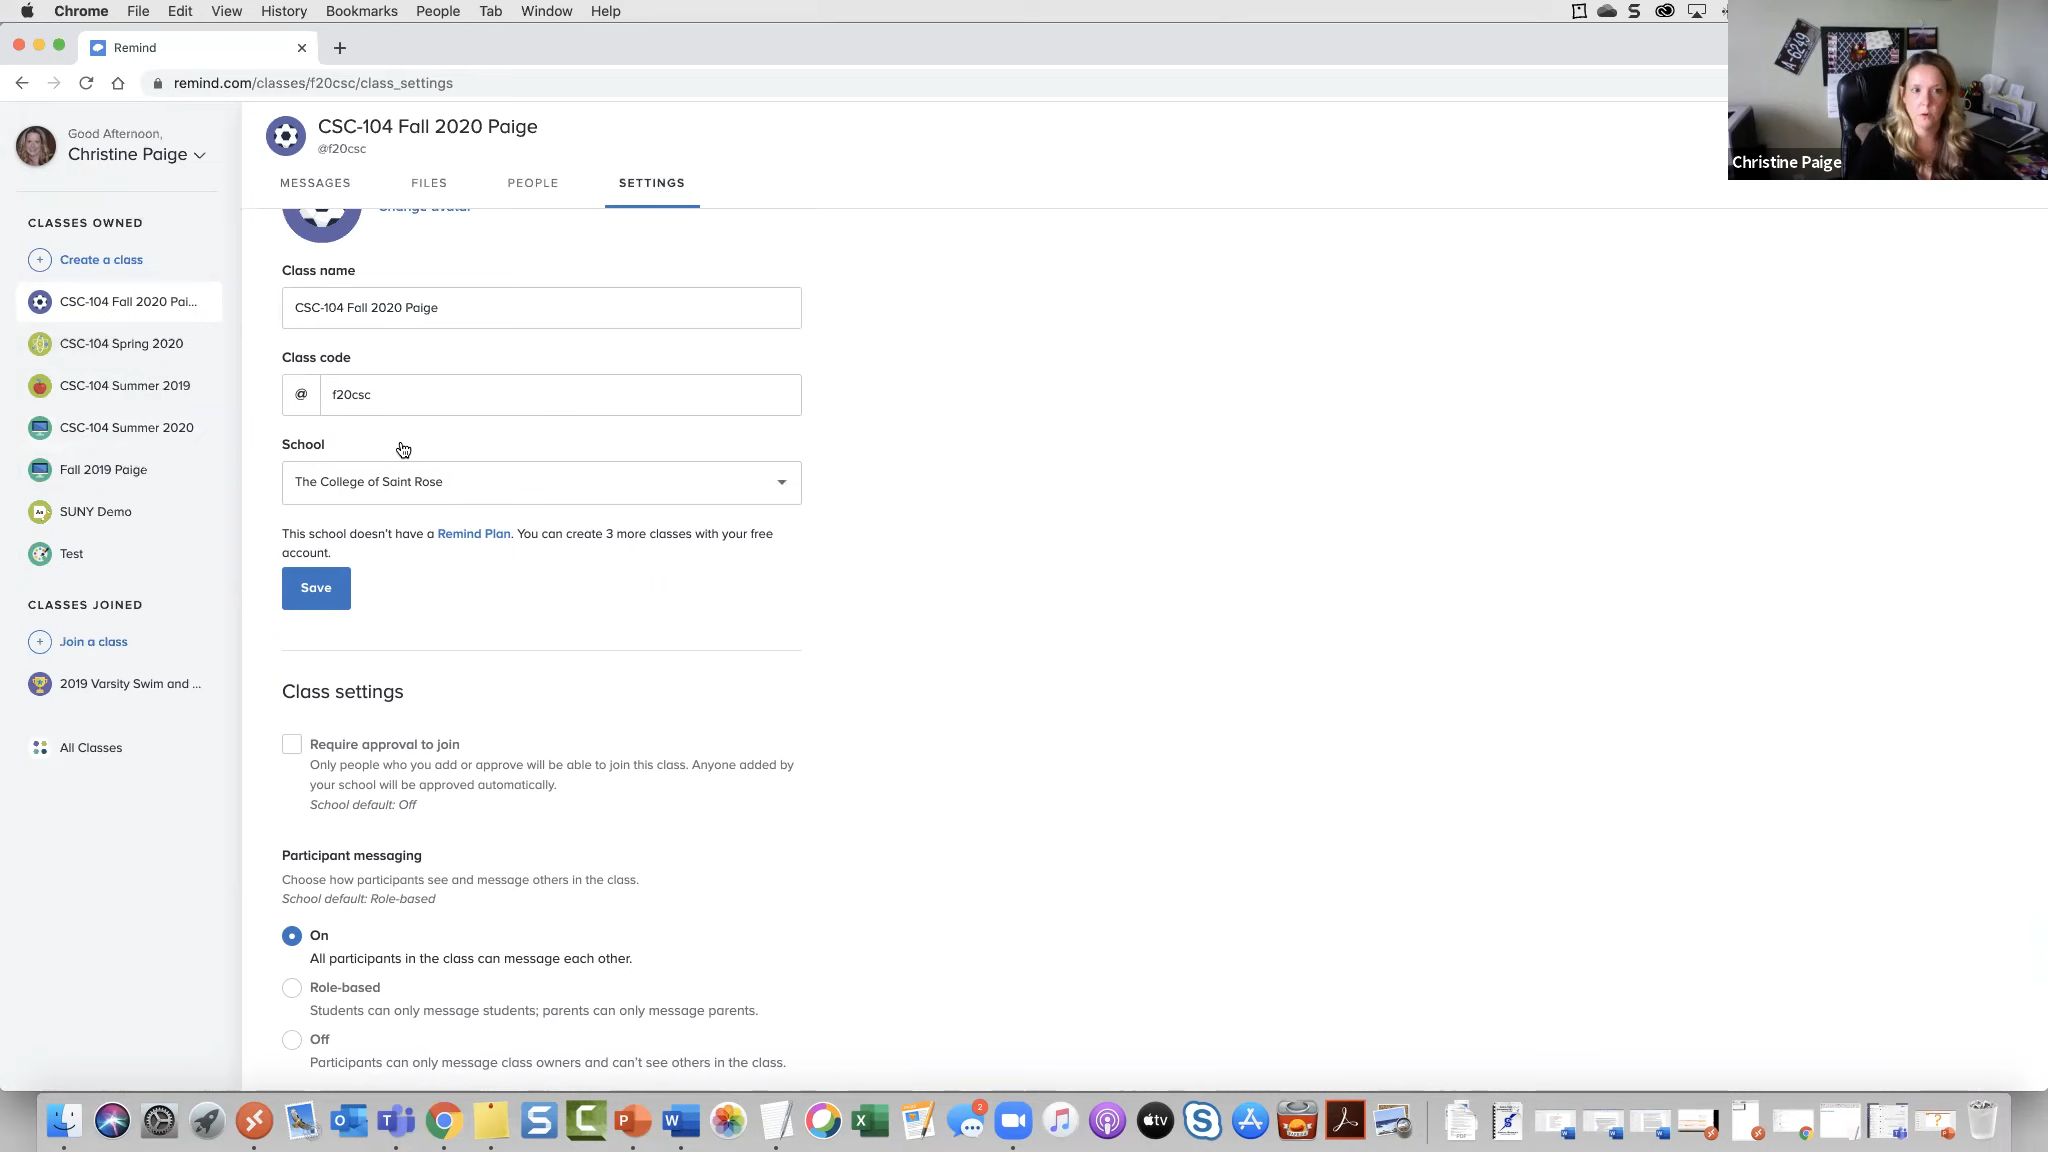 Chrome File Edit View History Bookmarks People Tab Window Help
Remind
remind.com/classes/f20csc/class_settings
Good Afternoon,
Christine Paige
CLASSES OWNED
Create a class
CSC-104 Fall 2020 Pai...
CSC-104 Spring 2020
CSC-104 Summer 2019
CSC-104 Summer 2020
Fall 2019 Paige
SUNY Demo
Test
CLASSES JOINED
Join a class
2019 Varsity Swim and ...
All Classes
CSC-104 Fall 2020 Paige
@f20csc
MESSAGES FILES PEOPLE SETTINGS
Change avatar
Class name
CSC-104 Fall 2020 Paige
Class code
@ f20csc
School
The College of Saint Rose
This school doesn't have a Remind Plan. You can create 3 more classes with your free
account.
Save
Class settings
Require approval to join
Only people who you add or approve will be able to join this class. Anyone added by
your school will be approved automatically.
School default: Off
Participant messaging
Choose how participants see and message others in the class.
School default: Role-based
On
All participants in the class can message each other.
Role-based
Students can only message students; parents can only message parents.
Off
Participants can only message class owners and can't see others in the class.
A-6249
Christine Paige
2
tv